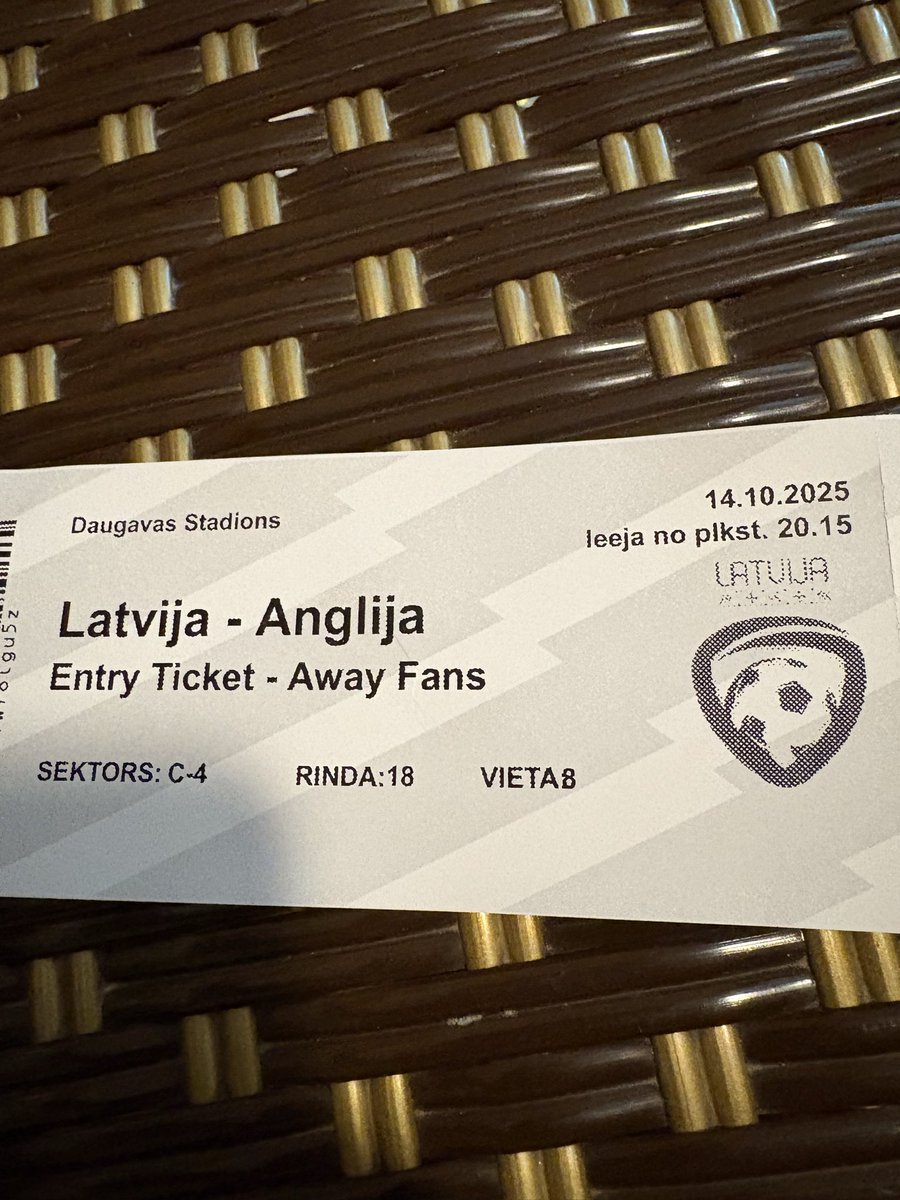 Daugavas Stadions
14.10.2025
Ieeja no plkst. 20.15
LATVIJA
Latvija - Anglija
Entry Ticket - Away Fans
SEKTORS: C-4 RINDA:18 VIETA8